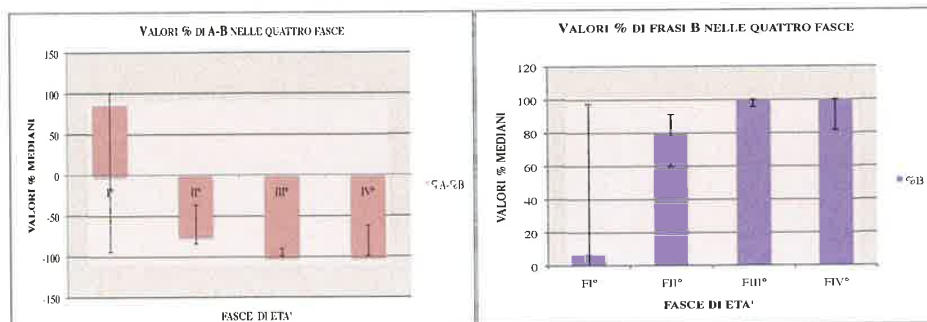 VALORI % DI A-B NELLE QUATTRO FASCE
VALORI % MEDIANI
150
100
50
0
-50
-100
-150
I°
II°
III°
IV°
%A-%B
FASCE DI ETA'
VALORI % DI FRASI B NELLE QUATTRO FASCE
VALORI % MEDIANI
120
100
80
60
40
20
0
FI°
FII°
FIII°
FIV°
%B
FASCE DI ETA'